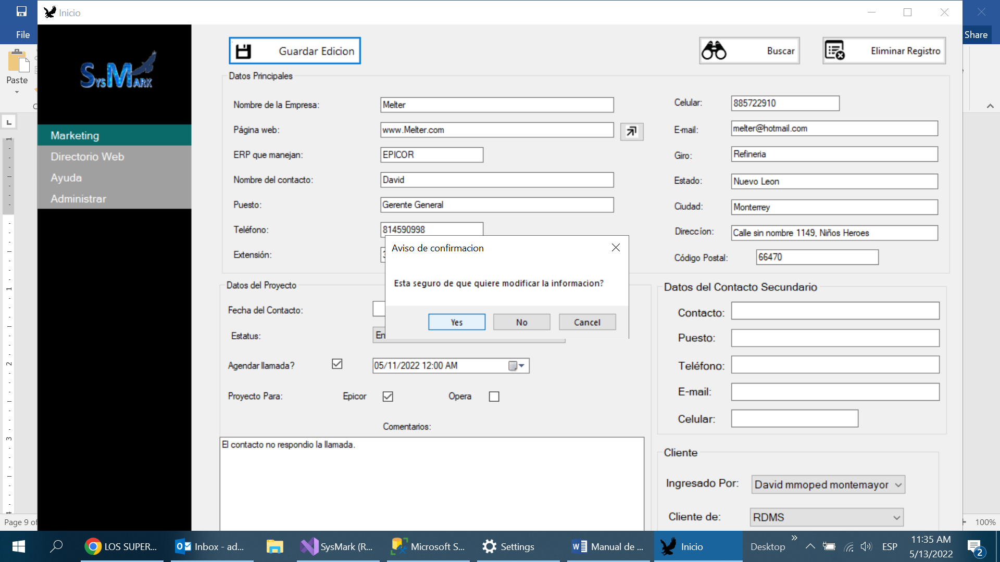 Inicio
File
Share
Paste
SYSMARK
Guardar Edicion
Buscar
Eliminar Registro
Marketing
Directorio Web
Ayuda
Administrar
Datos Principales
Nombre de la Empresa:
Melter
Celular:
885722910
Página web:
www.Melter.com
E-mail:
melter@hotmail.com
ERP que manejan:
EPICOR
Giro:
Refineria
Nombre del contacto:
David
Estado:
Nuevo Leon
Puesto:
Gerente General
Ciudad:
Monterrey
Teléfono:
814590998
Direccíon:
Calle sin nombre 1149, Niños Heroes
Extensión:
Código Postal:
66470
Aviso de confirmacion
Esta seguro de que quiere modificar la informacion?
Yes
No
Cancel
Datos del Proyecto
Fecha del Contacto:
Estatus:
En
Agendar llamada?
05/11/2022 12:00 AM
Proyecto Para:
Epicor
Opera
Comentarios:
El contacto no respondio la llamada.
Datos del Contacto Secundario
Contacto:
Puesto:
Teléfono:
E-mail:
Celular:
Cliente
Ingresado Por:
David mmoped montemayor
Cliente de:
RDMS
1
1
2
3
Page 9 of
100%
LOS SUPER...
Inbox - ad...
SysMark (R...
Microsoft S...
Settings
Manual de ...
Inicio
Desktop
ESP
11:35 AM
5/13/2022
2